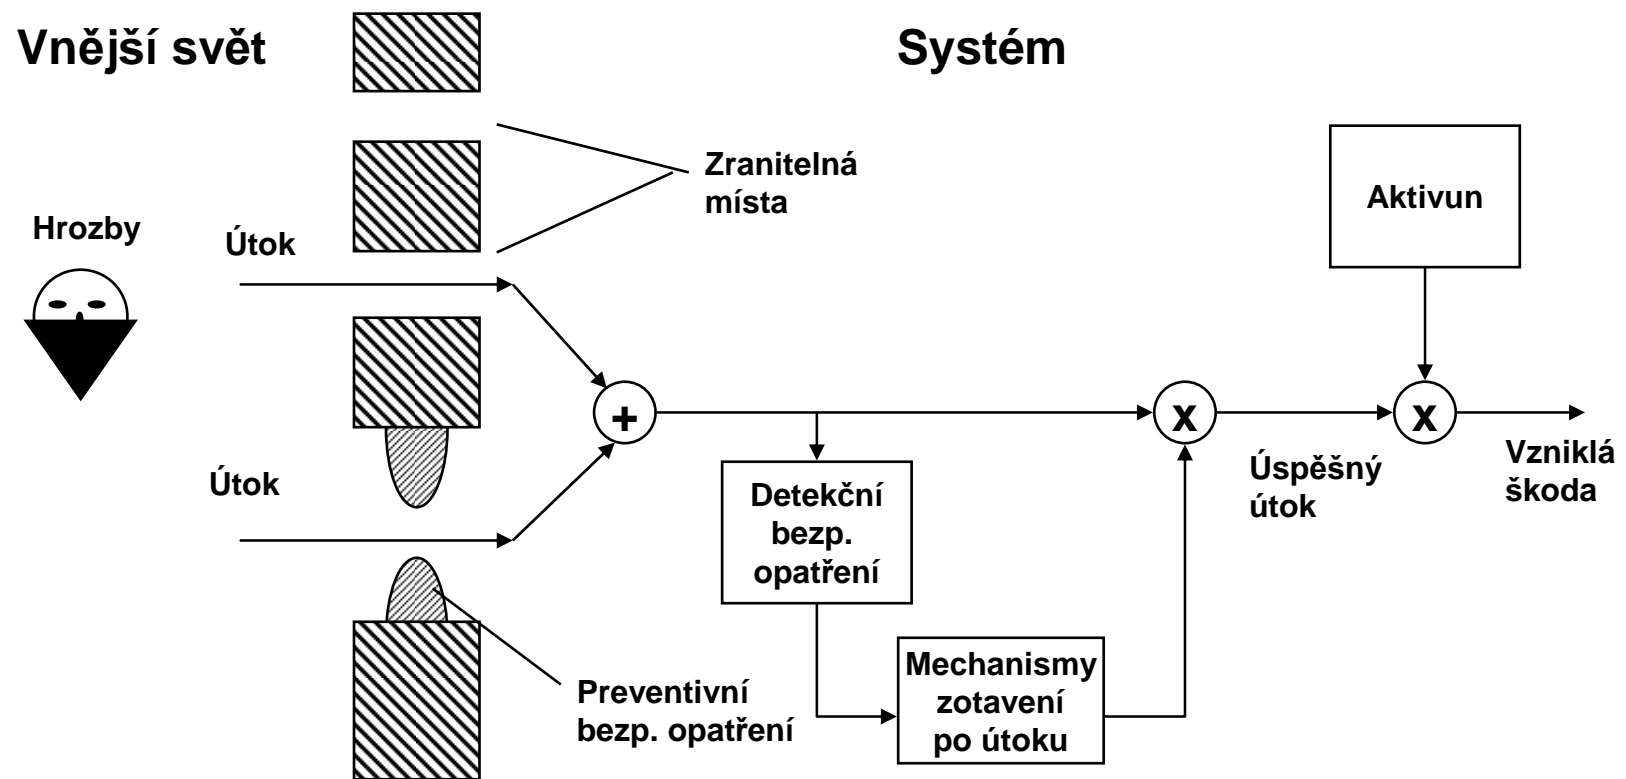 Vnější svět
Systém
Zranitelná
místa
Aktivun
Hrozby
Útok
+
x
x
Útok
Detekční
bezp.
opatření
Úspěšný
útok
Vzniklá
škoda
Mechanismy
zotavení
po útoku
Preventivní
bezp. opatření